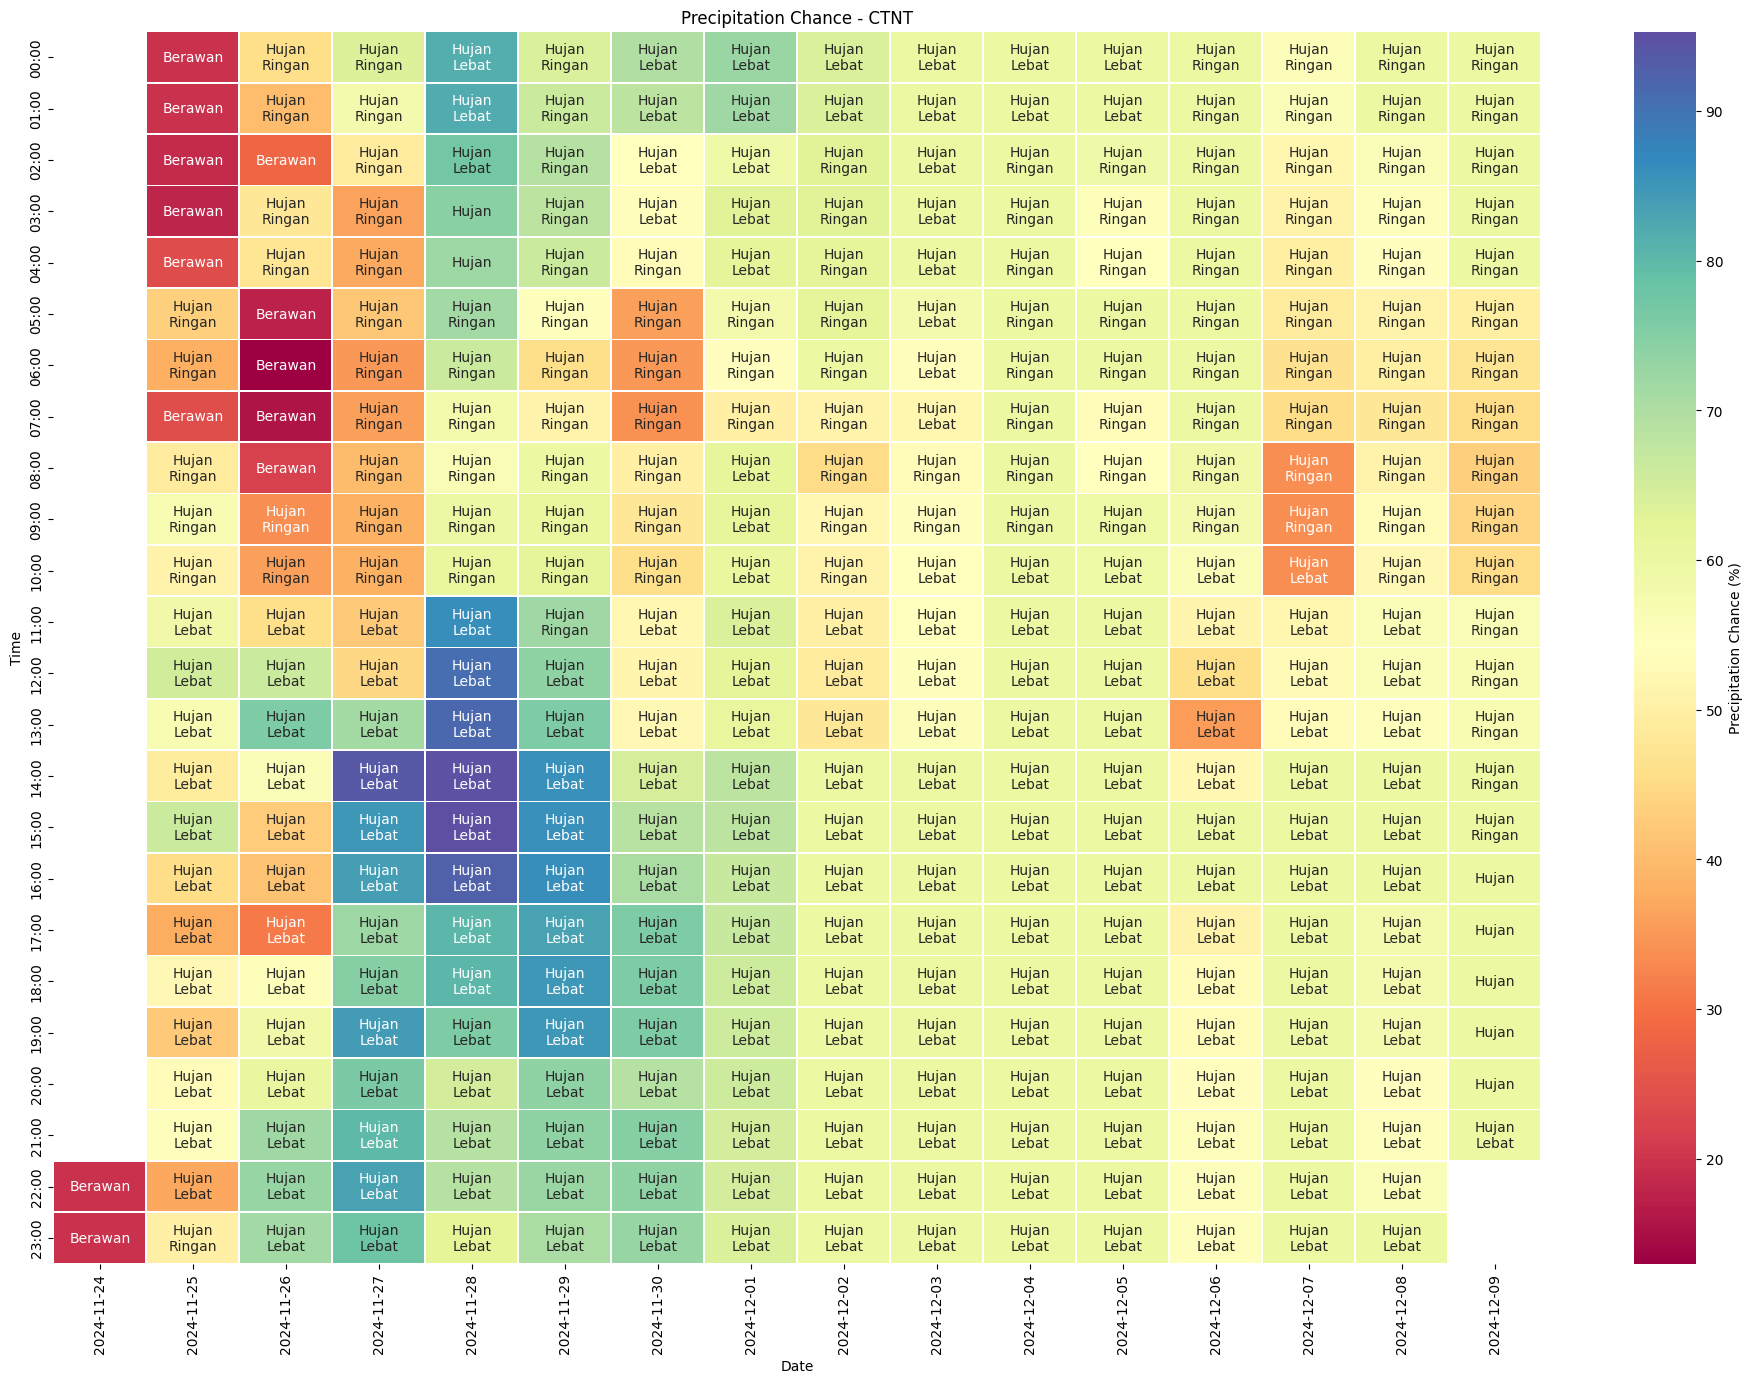 Precipitation Chance - CTNT
00:00 Berawan Hujan Ringan Hujan Ringan Hujan Lebat Hujan Ringan Hujan Lebat Hujan Lebat Hujan Lebat Hujan Lebat Hujan Lebat Hujan Lebat Hujan Ringan Hujan Ringan Hujan Ringan Hujan Ringan
01:00 Berawan Hujan Ringan Hujan Ringan Hujan Lebat Hujan Ringan Hujan Lebat Hujan Lebat Hujan Lebat Hujan Lebat Hujan Lebat Hujan Lebat Hujan Ringan Hujan Ringan Hujan Ringan Hujan Ringan
02:00 Berawan Berawan Hujan Ringan Hujan Lebat Hujan Ringan Hujan Lebat Hujan Lebat Hujan Ringan Hujan Lebat Hujan Ringan Hujan Ringan Hujan Ringan Hujan Ringan Hujan Ringan Hujan Ringan
03:00 Berawan Hujan Ringan Hujan Ringan Hujan Hujan Ringan Hujan Lebat Hujan Lebat Hujan Ringan Hujan Lebat Hujan Ringan Hujan Ringan Hujan Ringan Hujan Ringan Hujan Ringan Hujan Ringan
04:00 Berawan Hujan Ringan Hujan Ringan Hujan Hujan Ringan Hujan Ringan Hujan Lebat Hujan Ringan Hujan Lebat Hujan Ringan Hujan Ringan Hujan Ringan Hujan Ringan Hujan Ringan Hujan Ringan
05:00 Hujan Ringan Berawan Hujan Ringan Hujan Ringan Hujan Ringan Hujan Ringan Hujan Ringan Hujan Ringan Hujan Lebat Hujan Ringan Hujan Ringan Hujan Ringan Hujan Ringan Hujan Ringan Hujan Ringan
06:00 Hujan Ringan Berawan Hujan Ringan Hujan Ringan Hujan Ringan Hujan Ringan Hujan Ringan Hujan Ringan Hujan Lebat Hujan Ringan Hujan Ringan Hujan Ringan Hujan Ringan Hujan Ringan Hujan Ringan
07:00 Berawan Berawan Hujan Ringan Hujan Ringan Hujan Ringan Hujan Ringan Hujan Ringan Hujan Ringan Hujan Lebat Hujan Ringan Hujan Ringan Hujan Ringan Hujan Ringan Hujan Ringan Hujan Ringan
08:00 Hujan Ringan Berawan Hujan Ringan Hujan Ringan Hujan Ringan Hujan Ringan Hujan Lebat Hujan Ringan Hujan Ringan Hujan Lebat Hujan Ringan Hujan Ringan Hujan Ringan Hujan Ringan Hujan Ringan
09:00 Hujan Ringan Hujan Ringan Hujan Ringan Hujan Ringan Hujan Ringan Hujan Ringan Hujan Lebat Hujan Ringan Hujan Ringan Hujan Ringan Hujan Ringan Hujan Ringan Hujan Ringan Hujan Ringan Hujan Ringan
10:00 Hujan Ringan Hujan Ringan Hujan Ringan Hujan Ringan Hujan Ringan Hujan Ringan Hujan Lebat Hujan Ringan Hujan Lebat Hujan Lebat Hujan Lebat Hujan Lebat Hujan Lebat Hujan Ringan Hujan Ringan
11:00 Hujan Lebat Hujan Lebat Hujan Lebat Hujan Lebat Hujan Ringan Hujan Lebat Hujan Lebat Hujan Lebat Hujan Lebat Hujan Lebat Hujan Lebat Hujan Lebat Hujan Lebat Hujan Lebat Hujan Ringan
12:00 Hujan Lebat Hujan Lebat Hujan Lebat Hujan Lebat Hujan Lebat Hujan Lebat Hujan Lebat Hujan Lebat Hujan Lebat Hujan Lebat Hujan Lebat Hujan Lebat Hujan Lebat Hujan Lebat Hujan Ringan
13:00 Hujan Lebat Hujan Lebat Hujan Lebat Hujan Lebat Hujan Lebat Hujan Lebat Hujan Lebat Hujan Lebat Hujan Lebat Hujan Lebat Hujan Lebat Hujan Lebat Hujan Lebat Hujan Lebat Hujan Ringan
14:00 Hujan Lebat Hujan Lebat Hujan Lebat Hujan Lebat Hujan Lebat Hujan Lebat Hujan Lebat Hujan Lebat Hujan Lebat Hujan Lebat Hujan Lebat Hujan Lebat Hujan Lebat Hujan Lebat Hujan Ringan
15:00 Hujan Lebat Hujan Lebat Hujan Lebat Hujan Lebat Hujan Lebat Hujan Lebat Hujan Lebat Hujan Lebat Hujan Lebat Hujan Lebat Hujan Lebat Hujan Lebat Hujan Lebat Hujan Lebat Hujan Ringan
16:00 Hujan Lebat Hujan Lebat Hujan Lebat Hujan Lebat Hujan Lebat Hujan Lebat Hujan Lebat Hujan Lebat Hujan Lebat Hujan Lebat Hujan Lebat Hujan Lebat Hujan Lebat Hujan Lebat Hujan
17:00 Hujan Lebat Hujan Lebat Hujan Lebat Hujan Lebat Hujan Lebat Hujan Lebat Hujan Lebat Hujan Lebat Hujan Lebat Hujan Lebat Hujan Lebat Hujan Lebat Hujan Lebat Hujan Lebat Hujan
18:00 Hujan Lebat Hujan Lebat Hujan Lebat Hujan Lebat Hujan Lebat Hujan Lebat Hujan Lebat Hujan Lebat Hujan Lebat Hujan Lebat Hujan Lebat Hujan Lebat Hujan Lebat Hujan Lebat Hujan
19:00 Hujan Lebat Hujan Lebat Hujan Lebat Hujan Lebat Hujan Lebat Hujan Lebat Hujan Lebat Hujan Lebat Hujan Lebat Hujan Lebat Hujan Lebat Hujan Lebat Hujan Lebat Hujan Lebat Hujan
20:00 Hujan Lebat Hujan Lebat Hujan Lebat Hujan Lebat Hujan Lebat Hujan Lebat Hujan Lebat Hujan Lebat Hujan Lebat Hujan Lebat Hujan Lebat Hujan Lebat Hujan Lebat Hujan Lebat Hujan
21:00 Hujan Lebat Hujan Lebat Hujan Lebat Hujan Lebat Hujan Lebat Hujan Lebat Hujan Lebat Hujan Lebat Hujan Lebat Hujan Lebat Hujan Lebat Hujan Lebat Hujan Lebat Hujan Lebat Hujan Lebat
22:00 Berawan Hujan Lebat Hujan Lebat Hujan Lebat Hujan Lebat Hujan Lebat Hujan Lebat Hujan Lebat Hujan Lebat Hujan Lebat Hujan Lebat Hujan Lebat Hujan Lebat Hujan Lebat Hujan Lebat
23:00 Berawan Hujan Ringan Hujan Lebat Hujan Lebat Hujan Lebat Hujan Lebat Hujan Lebat Hujan Lebat Hujan Lebat Hujan Lebat Hujan Lebat Hujan Lebat Hujan Lebat Hujan Lebat Hujan Lebat
Time
2024-11-24 2024-11-25 2024-11-26 2024-11-27 2024-11-28 2024-11-29 2024-11-30 2024-12-01 2024-12-02 2024-12-03 2024-12-04 2024-12-05 2024-12-06 2024-12-07 2024-12-08 2024-12-09
Date
90
80
70
60
50
40
30
20
Precipitation Chance (%)